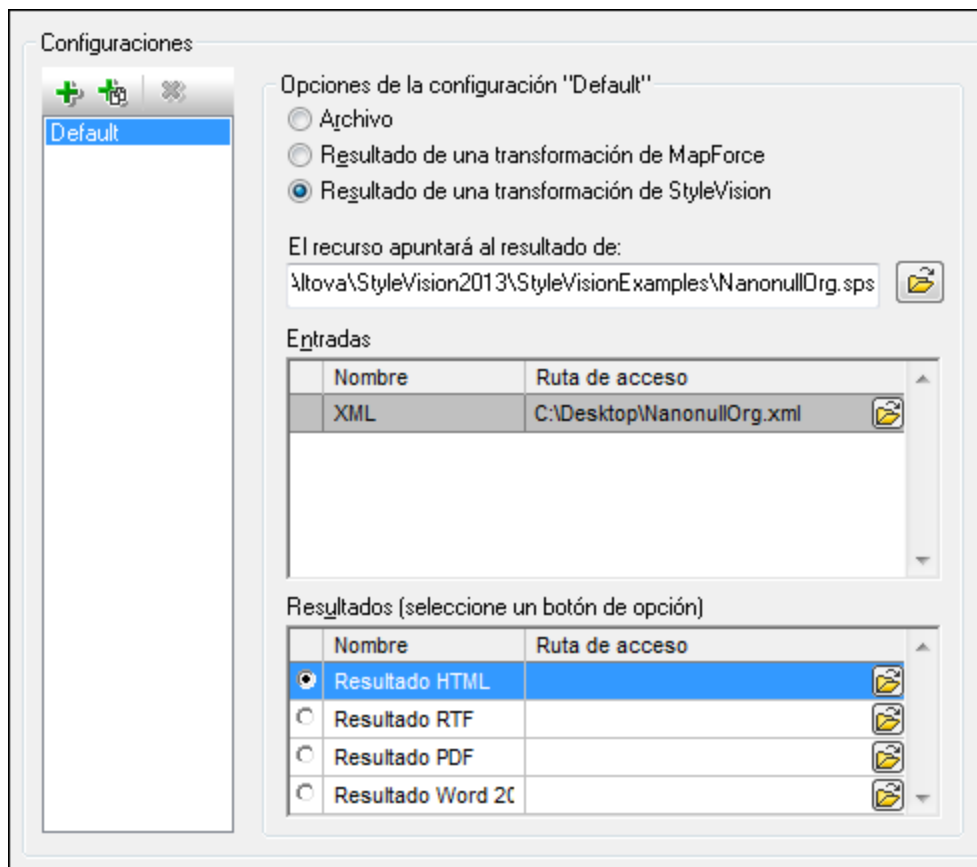 Configuraciones
Default
Opciones de la configuración "Default"
Archivo
Resultado de una transformación de MapForce
Resultado de una transformación de StyleVision
El recurso apuntará al resultado de:
\Altova\StyleVision2013\StyleVisionExamples\NanonullOrg.sps
Entradas
Nombre Ruta de acceso
XML C:\Desktop\NanonullOrg.xml
Resultados (seleccione un botón de opción)
Nombre Ruta de acceso
Resultado HTML
Resultado RTF
Resultado PDF
Resultado Word 20